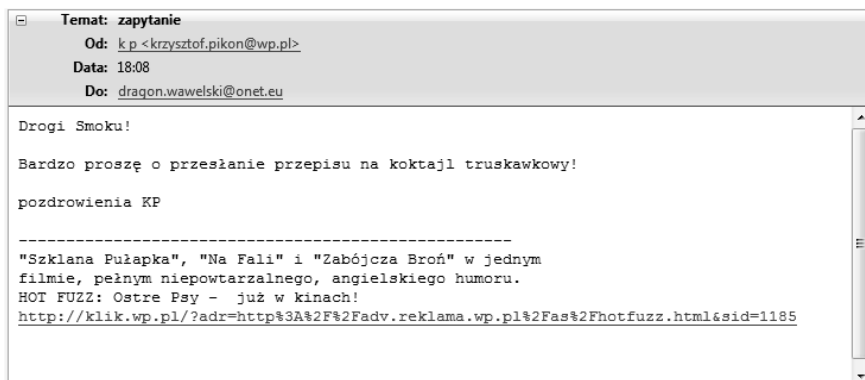 Temat: zapytanie
Od: k p <krzysztof.pikon@wp.pl>
Data: 18:08
Do: dragon.wawelski@onet.eu
Drogi Smoku!
Bardzo proszę o przesłanie przepisu na koktajl truskawkowy!
pozdrowienia KP
----------------------------------------------------
"Szklana Pułapka", "Na Fali" i "Zabójcza Broń" w jednym
filmie, pełnym niepowtarzalnego, angielskiego humoru.
HOT FUZZ: Ostre Psy -  już w kinach!
http://klik.wp.pl/?adr=http%3A%2F%2Fadv.reklama.wp.pl%2Fas%2Fhotfuzz.html&sid=1185